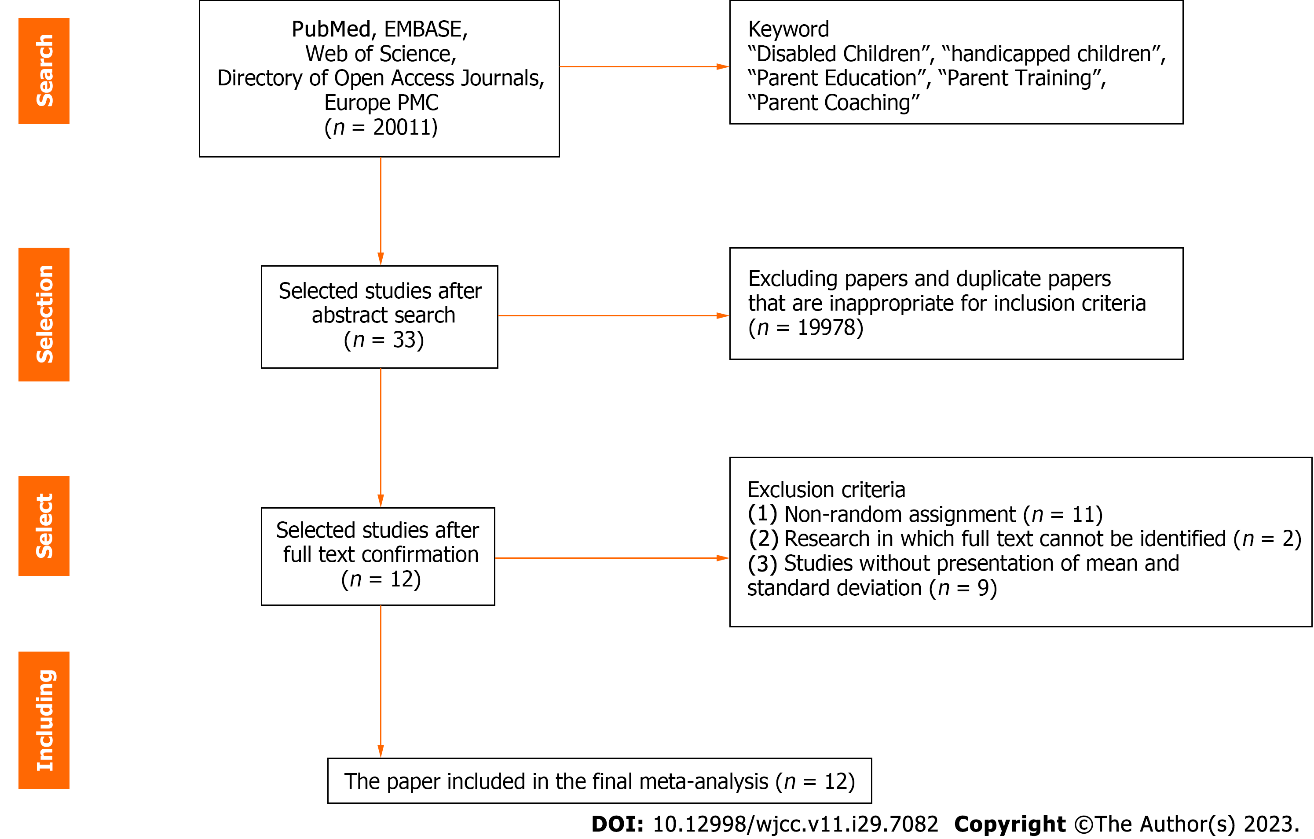 Search
PubMed, EMBASE,
Web of Science,
Directory of Open Access Journals,
Europe PMC
(n = 20011)
Keyword
“Disabled Children”, “handicapped children”,
“Parent Education”, “Parent Training”,
“Parent Coaching”
Selection
Selected studies after
abstract search
(n = 33)
Excluding papers and duplicate papers
that are inappropriate for inclusion criteria
(n = 19978)
Select
Selected studies after
full text confirmation
(n = 12)
Exclusion criteria
(1) Non-random assignment (n = 11)
(2) Research in which full text cannot be identified (n = 2)
(3) Studies without presentation of mean and
standard deviation (n = 9)
Including
The paper included in the final meta-analysis (n = 12)
DOI: 10.12998/wjcc.v11.i29.7082 Copyright ©The Author(s) 2023.